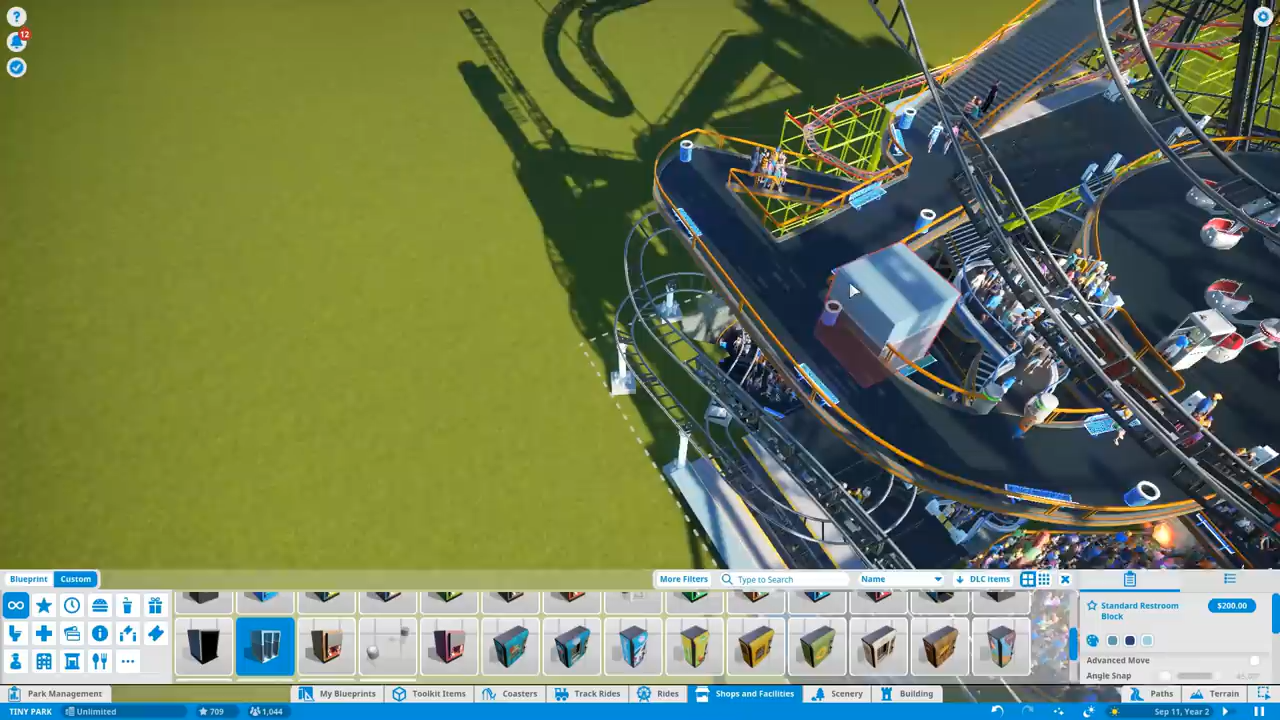 ?
12
Blueprint
Custom
More Filters
Type to Search
Name
DLC items
Standard Restroom Block
$200.00
Advanced Move
Angle Snap
Park Management
My Blueprints
Toolkit Items
Coasters
Track Rides
Rides
Shops and Facilities
Scenery
Building
Paths
Terrain
TINY PARK
Unlimited
709
1,044
Sep 11, Year 2